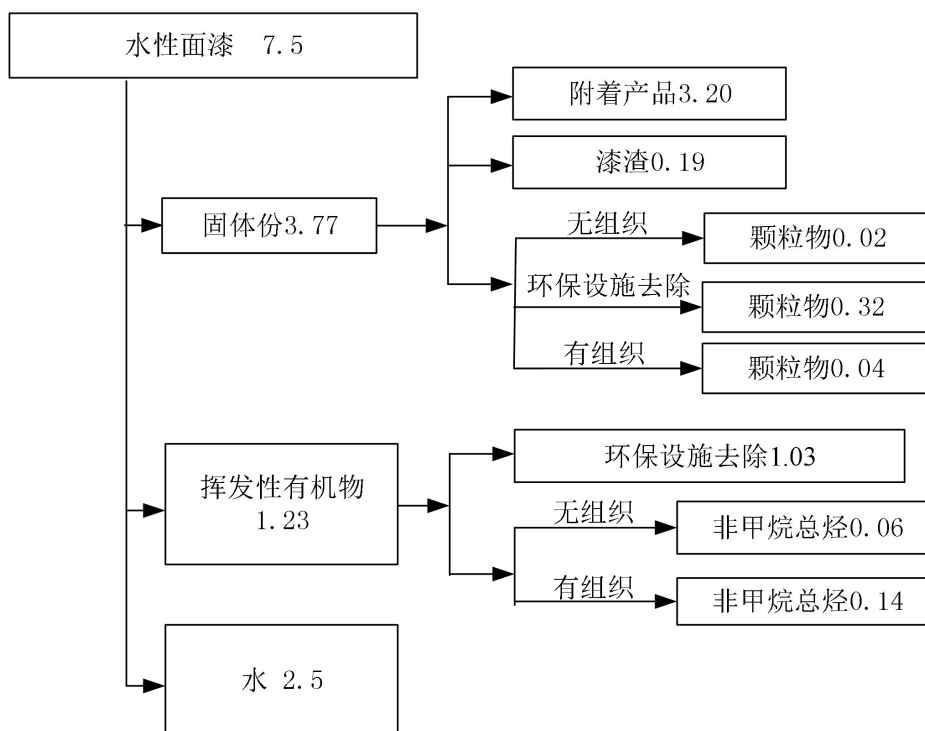 水性面漆 7.5
附着产品3.20
漆渣0.19
固体份3.77
无组织
颗粒物0.02
环保设施去除
颗粒物0.32
有组织
颗粒物0.04
挥发性有机物
1.23
环保设施去除1.03
无组织
非甲烷总烃0.06
有组织
非甲烷总烃0.14
水 2.5